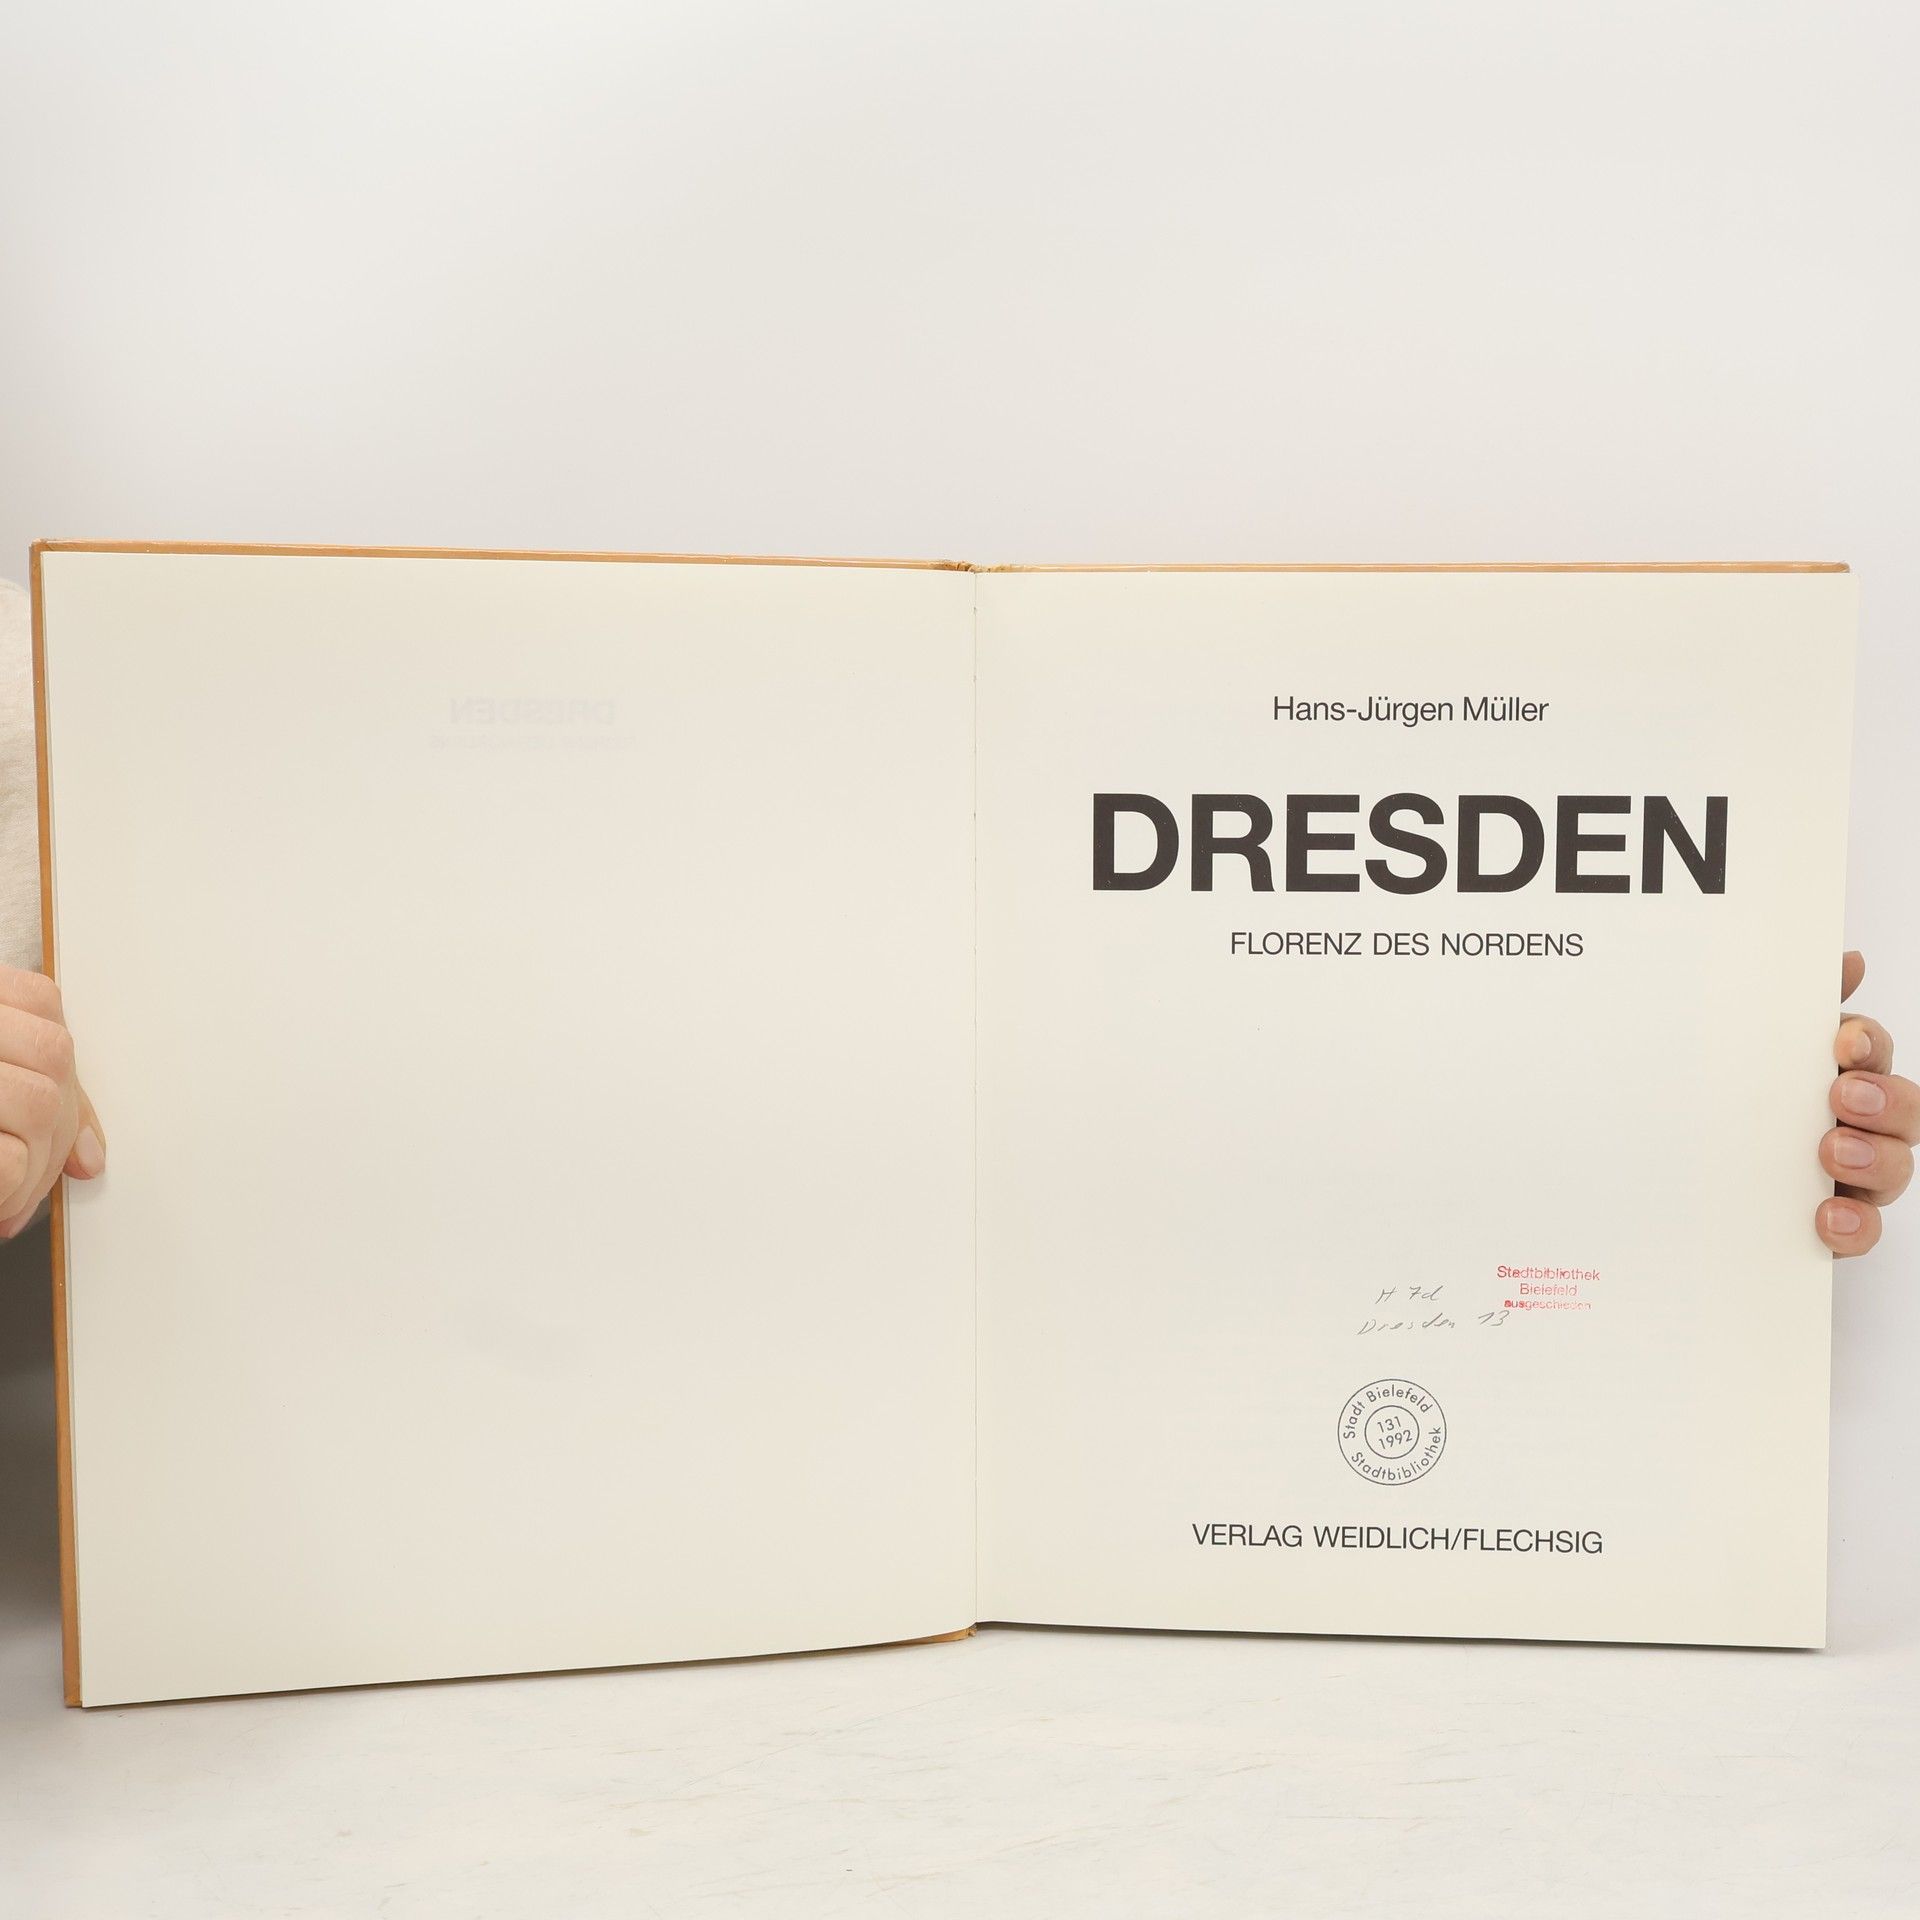 Hans-Jürgen Müller
DRESDEN
FLORENZ DES NORDENS
Stadtbibliothek
Bielefeld
ausgeschieden
H 7d
Dresden 13
Stadt Bielefeld
131
1992
Stadtbibliothek
VERLAG WEIDLICH/FLECHSIG